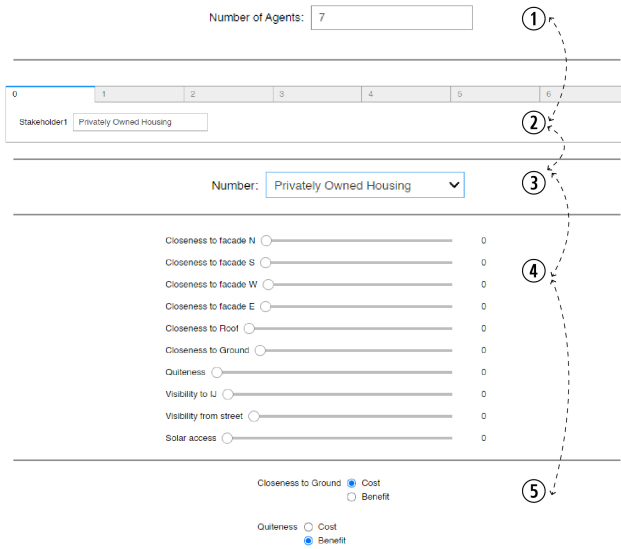 Number of Agents: 7 1
0 1 2 3 4 5 6
Stakeholder1 Privately Owned Housing 2
Number: Privately Owned Housing 3
Closeness to facade N 0
Closeness to facade S 0
Closeness to facade W 0
4
Closeness to facade E 0
Closeness to Roof 0
Closeness to Ground 0
Quiteness 0
Visibility to IJ 0
Visibility from street 0
Solar access 0
Closeness to Ground Cost
5
Benefit
Quiteness Cost
Benefit